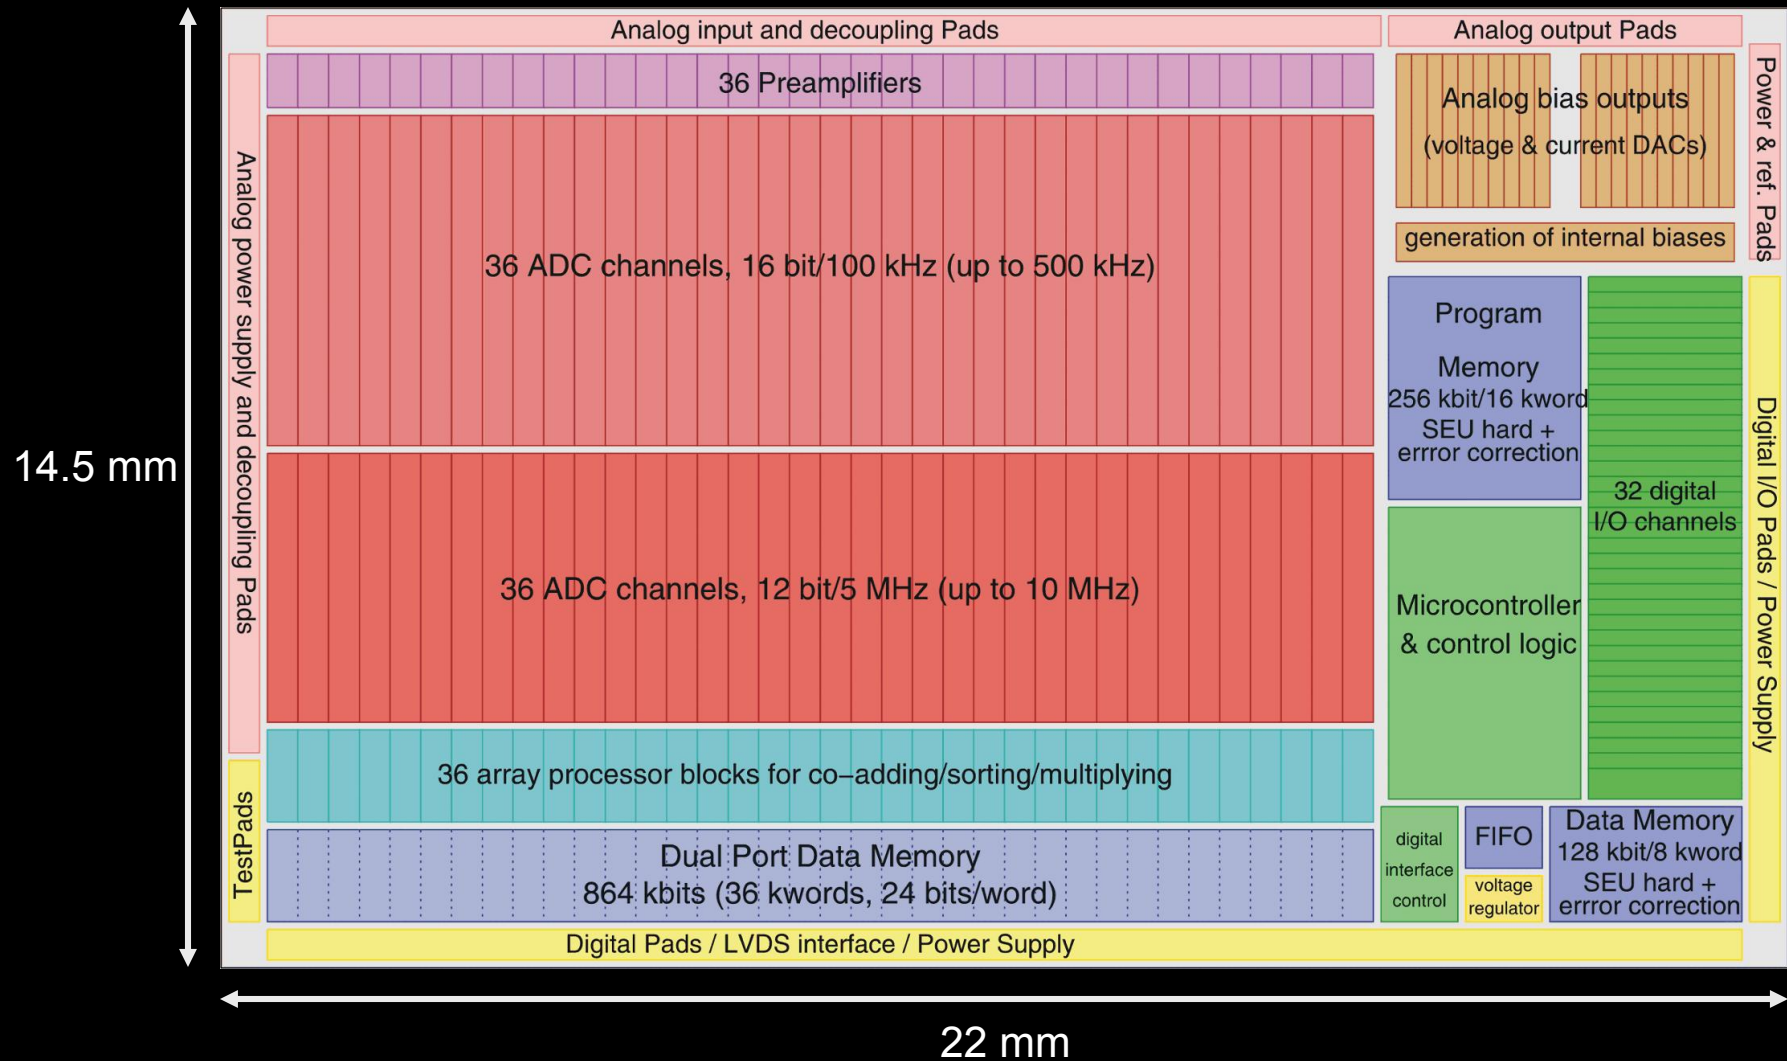 Analog input and decoupling Pads
Analog output Pads
36 Preamplifiers
Analog bias outputs
(voltage & current DACs)
Power & ref. Pads
Analog power supply and decoupling Pads
generation of internal biases
36 ADC channels, 16 bit/100 kHz (up to 500 kHz)
Program
Memory
256 kbit/16 kword
SEU hard +
errror correction
32 digital
I/O channels
Digital I/O Pads / Power Supply
14.5 mm
36 ADC channels, 12 bit/5 MHz (up to 10 MHz)
Microcontroller
& control logic
36 array processor blocks for co–adding/sorting/multiplying
TestPads
Dual Port Data Memory
864 kbits (36 kwords, 24 bits/word)
digital
interface
control
FIFO
voltage
regulator
Data Memory
128 kbit/8 kword
SEU hard +
errror correction
Digital Pads / LVDS interface / Power Supply
22 mm